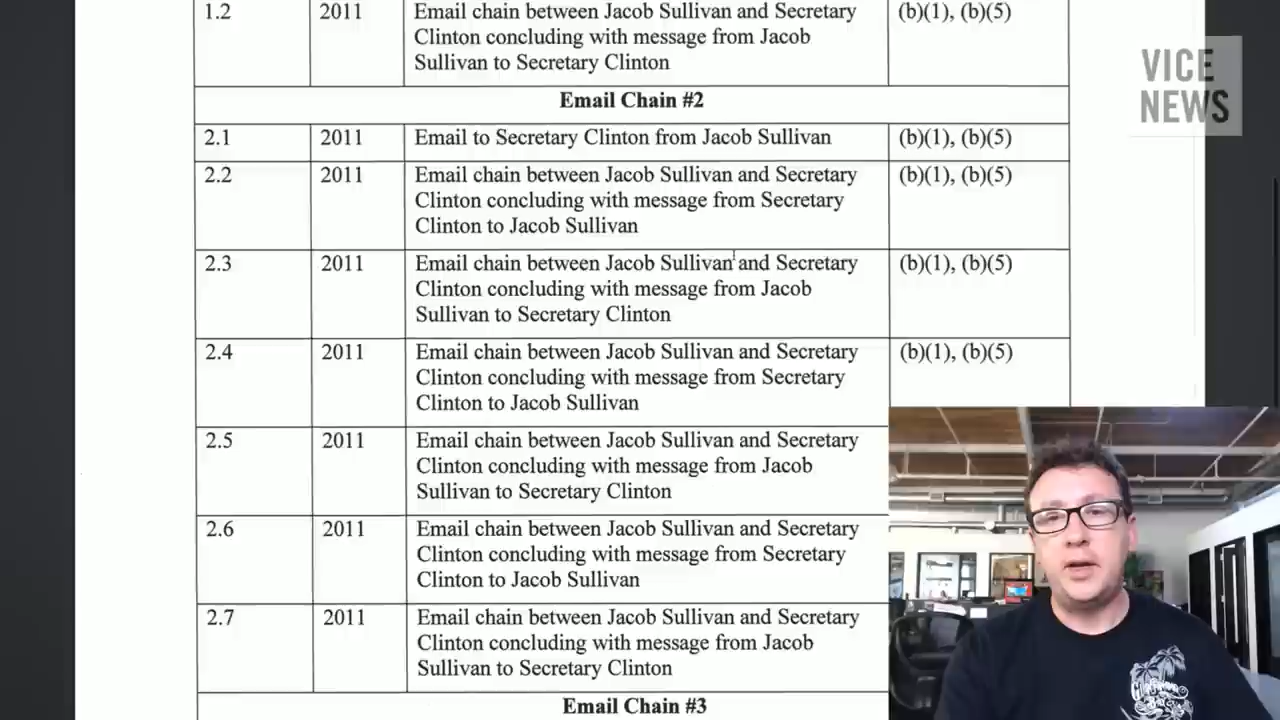 1.2 2011 Email chain between Jacob Sullivan and Secretary (b)(1), (b)(5)
Clinton concluding with message from Jacob
Sullivan to Secretary Clinton
VICE
NEWS
Email Chain #2
2.1 2011 Email to Secretary Clinton from Jacob Sullivan (b)(1), (b)(5)
2.2 2011 Email chain between Jacob Sullivan and Secretary (b)(1), (b)(5)
Clinton concluding with message from Secretary
Clinton to Jacob Sullivan
2.3 2011 Email chain between Jacob Sullivan and Secretary (b)(1), (b)(5)
Clinton concluding with message from Jacob
Sullivan to Secretary Clinton
2.4 2011 Email chain between Jacob Sullivan and Secretary (b)(1), (b)(5)
Clinton concluding with message from Secretary
Clinton to Jacob Sullivan
2.5 2011 Email chain between Jacob Sullivan and Secretary
Clinton concluding with message from Jacob
Sullivan to Secretary Clinton
2.6 2011 Email chain between Jacob Sullivan and Secretary
Clinton concluding with message from Secretary
Clinton to Jacob Sullivan
2.7 2011 Email chain between Jacob Sullivan and Secretary
Clinton concluding with message from Jacob
Sullivan to Secretary Clinton
Email Chain #3